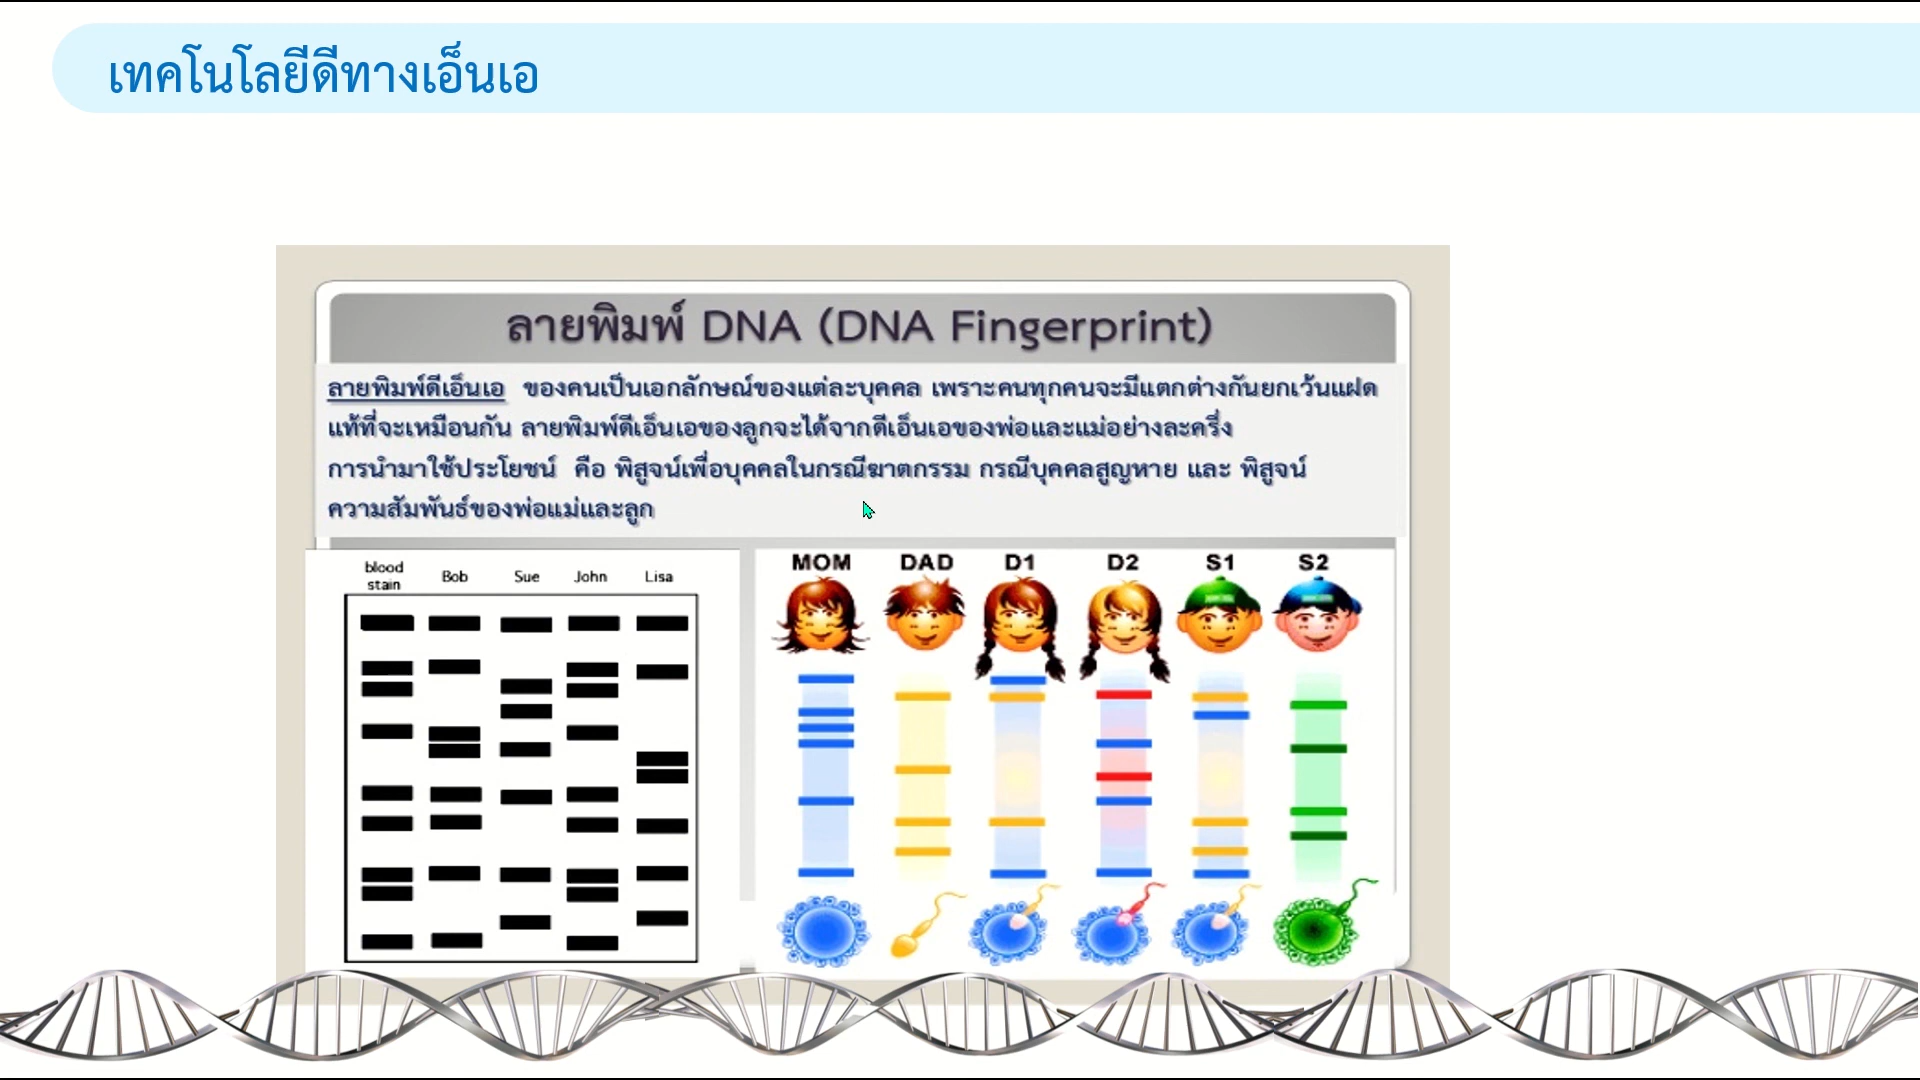 เทคโนโลยีดีทางเอ็นเอ
ลายพิมพ์ DNA (DNA Fingerprint)
ลายพิมพ์ดีเอ็นเอ ของคนเป็นเอกลักษณ์ของแต่ละบุคคล เพราะคนทุกคนจะมีแตกต่างกันยกเว้นแฝด
แท้ที่จะเหมือนกัน ลายพิมพ์ดีเอ็นเอของลูกจะได้จากดีเอ็นเอของพ่อและแม่อย่างละครึ่ง
การนำมาใช้ประโยชน์ คือ พิสูจน์เพื่อบุคคลในกรณีฆาตกรรม กรณีบุคคลสูญหาย และ พิสูจน์
ความสัมพันธ์ของพ่อแม่และลูก
blood
stain Bob Sue John Lisa
MOM DAD D1 D2 S1 S2